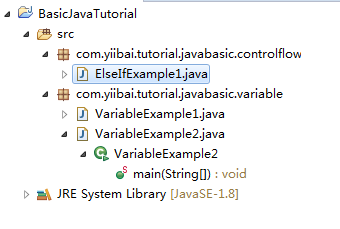 BasicJavaTutorial
src
com.yiibai.tutorial.javabasic.controlflow
ElseIfExample1.java
com.yiibai.tutorial.javabasic.variable
VariableExample1.java
VariableExample2.java
VariableExample2
main(String[]) : void
JRE System Library [JavaSE-1.8]